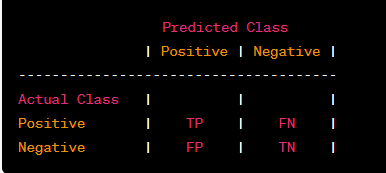 Predicted Class
| Positive | Negative |
--------------------------------------
Actual Class | | |
Positive | TP | FN |
Negative | FP | TN |